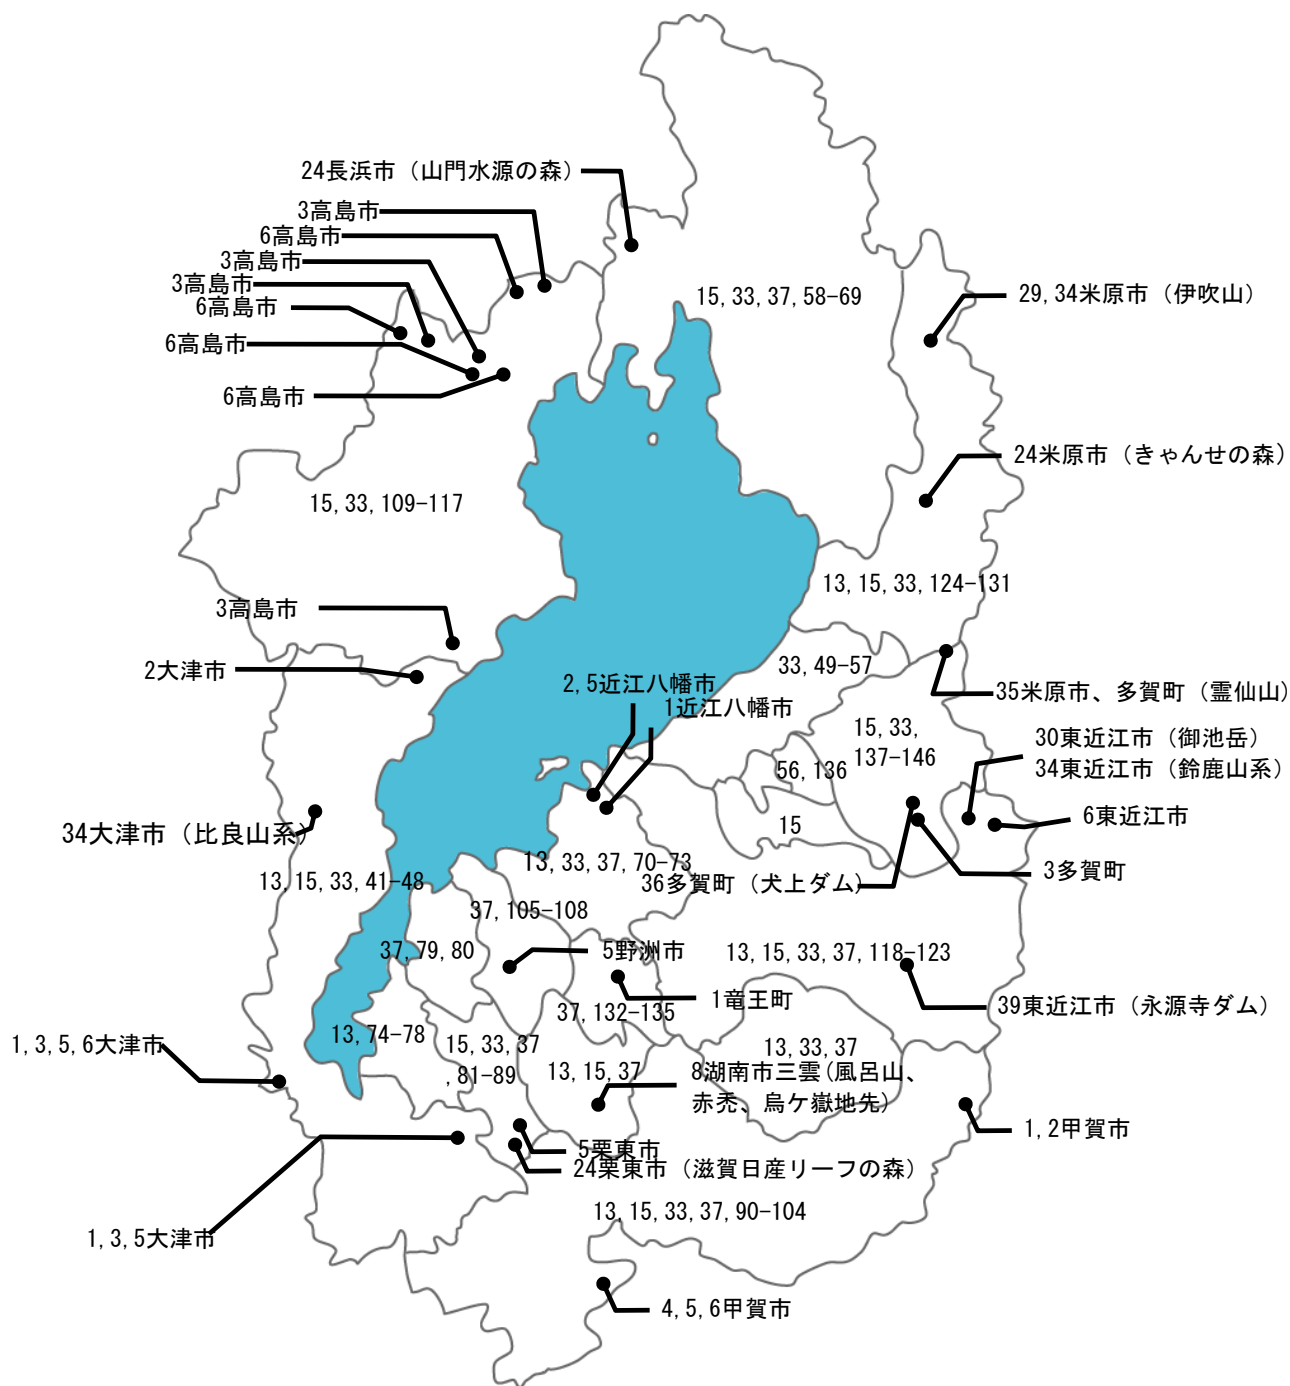 24長浜市（山門水源の森）
3高島市
6高島市
3高島市
3高島市
6高島市
6高島市
6高島市
15,33,37,58-69
29,34米原市（伊吹山）
24米原市（きゃんせの森）
15,33,109-117
13,15,33,124-131
3高島市
2大津市
33,49-57
35米原市、多賀町（霊仙山）
2,5近江八幡市
1近江八幡市
15,33,
137-146
30東近江市（御池岳）
34東近江市（鈴鹿山系）
56,136
6東近江市
15
34大津市（比良山系）
13,33,37,70-73
36多賀町（犬上ダム）
3多賀町
13,15,33,41-48
37,105-108
37,79,80
5野洲市
13,15,33,37,118-123
1竜王町
39東近江市（永源寺ダム）
37,132-135
1,3,5,6大津市
13,74-78
15,33,37
,81-89
13,15,37
13,33,37
8湖南市三雲(風呂山、
赤禿、烏ケ嶽地先)
1,2甲賀市
5栗東市
24栗東市（滋賀日産リーフの森）
13,15,33,37,90-104
1,3,5大津市
4,5,6甲賀市